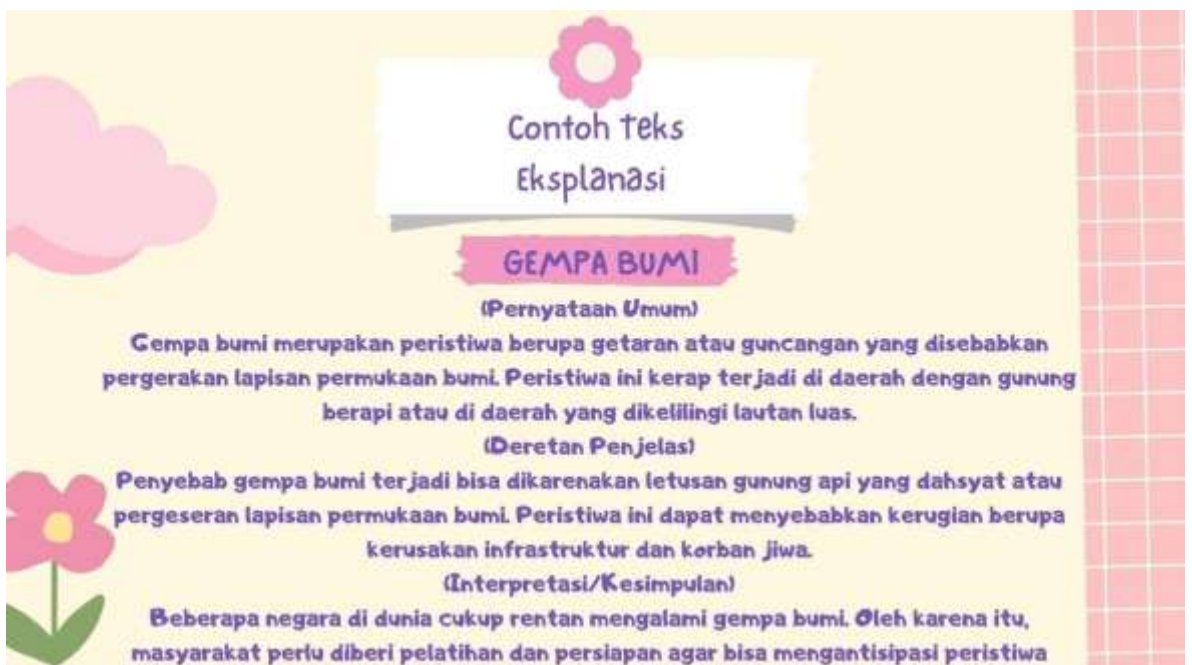 Contoh Teks
Eksplanasi
GEMPA BUMI
(Pernyataan Umum)
Gempa bumi merupakan peristiwa berupa getaran atau guncangan yang disebabkan
pergerakan lapisan permukaan bumi. Peristiwa ini kerap terjadi di daerah dengan gunung
berapi atau di daerah yang dikelilingi lautan luas.
(Deretan Penjelas)
Penyebab gempa bumi terjadi bisa dikarenakan letusan gunung api yang dahsyat atau
pergeseran lapisan permukaan bumi. Peristiwa ini dapat menyebabkan kerugian berupa
kerusakan infrastruktur dan korban jiwa.
(Interpretasi/Kesimpulan)
Beberapa negara di dunia cukup rentan mengalami gempa bumi. Oleh karena itu,
masyarakat perlu diberi pelatihan dan persiapan agar bisa mengantisipasi peristiwa